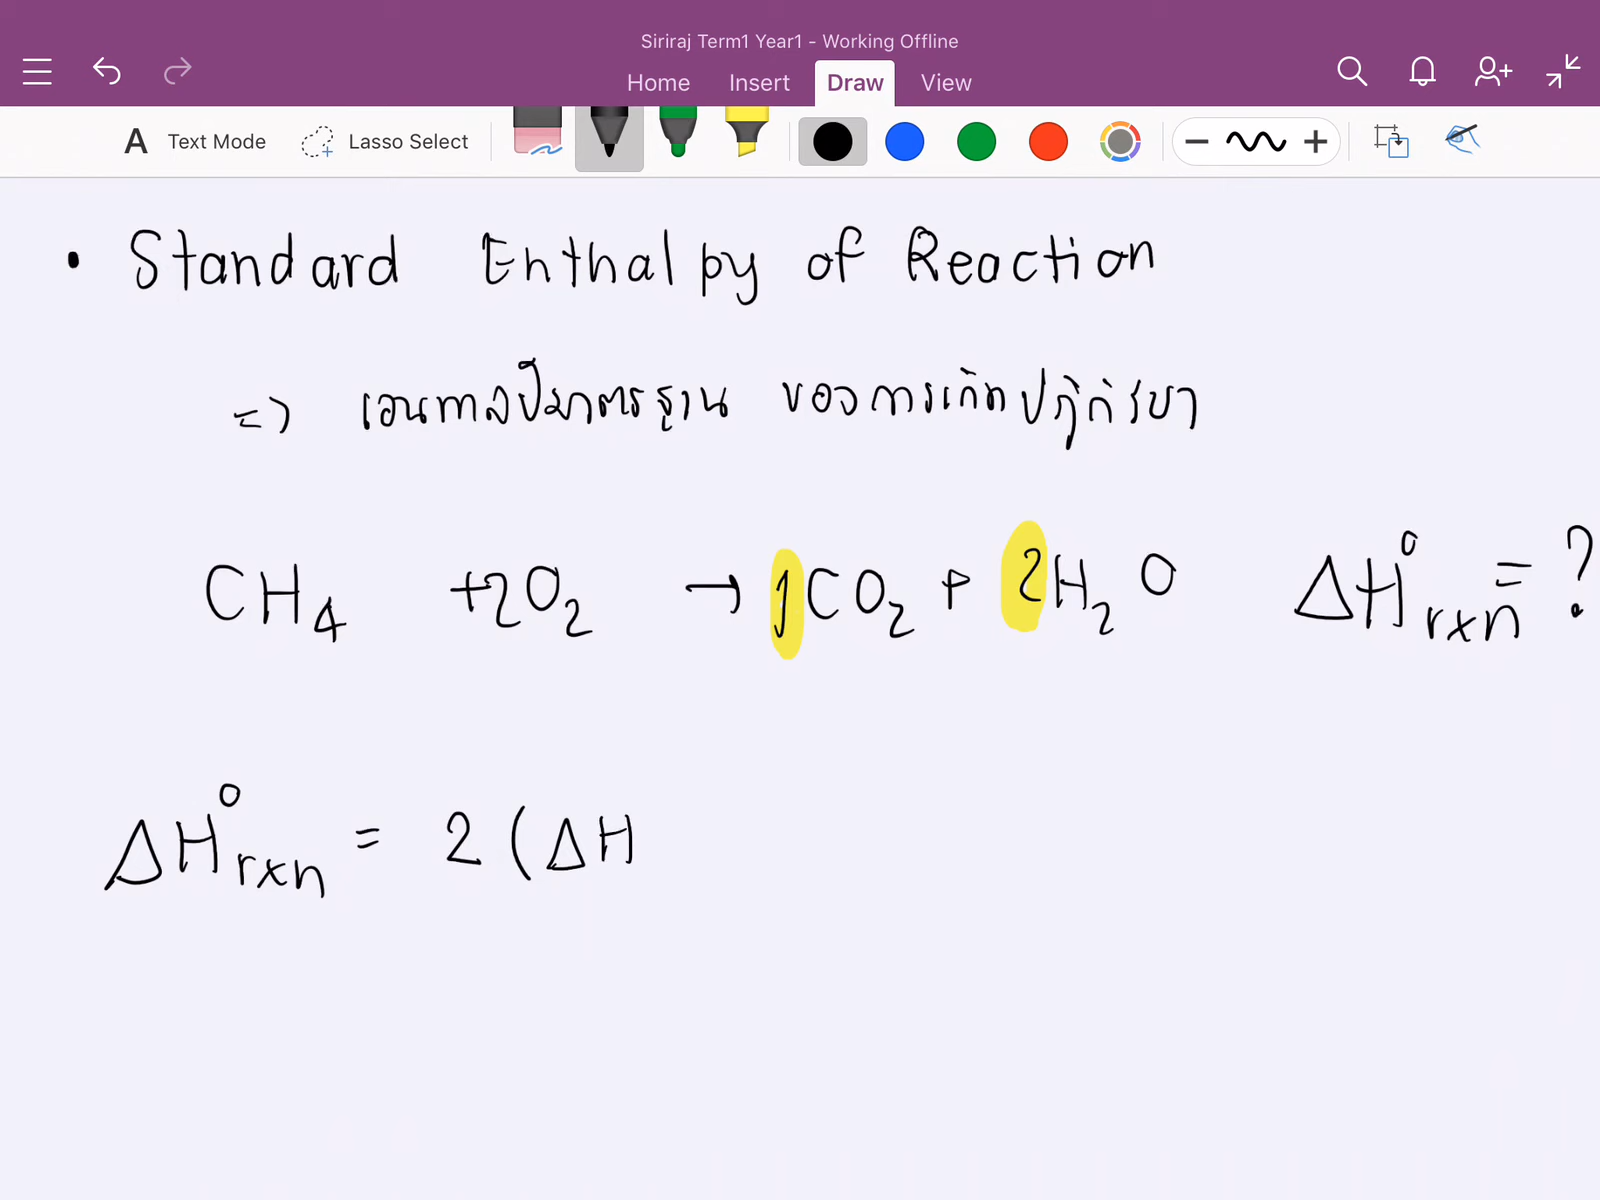 Siriraj Term1 Year1 - Working Offline
Home Insert Draw View
A Text Mode Lasso Select
• Standard Enthalpy of Reaction
=> เอนทาลปีมาตรฐาน ของการเกิดปฏิกิริยา
CH₄ +2O₂ → 1CO₂ + 2H₂O ΔH°rxn = ?
ΔH°rxn = 2 (ΔH